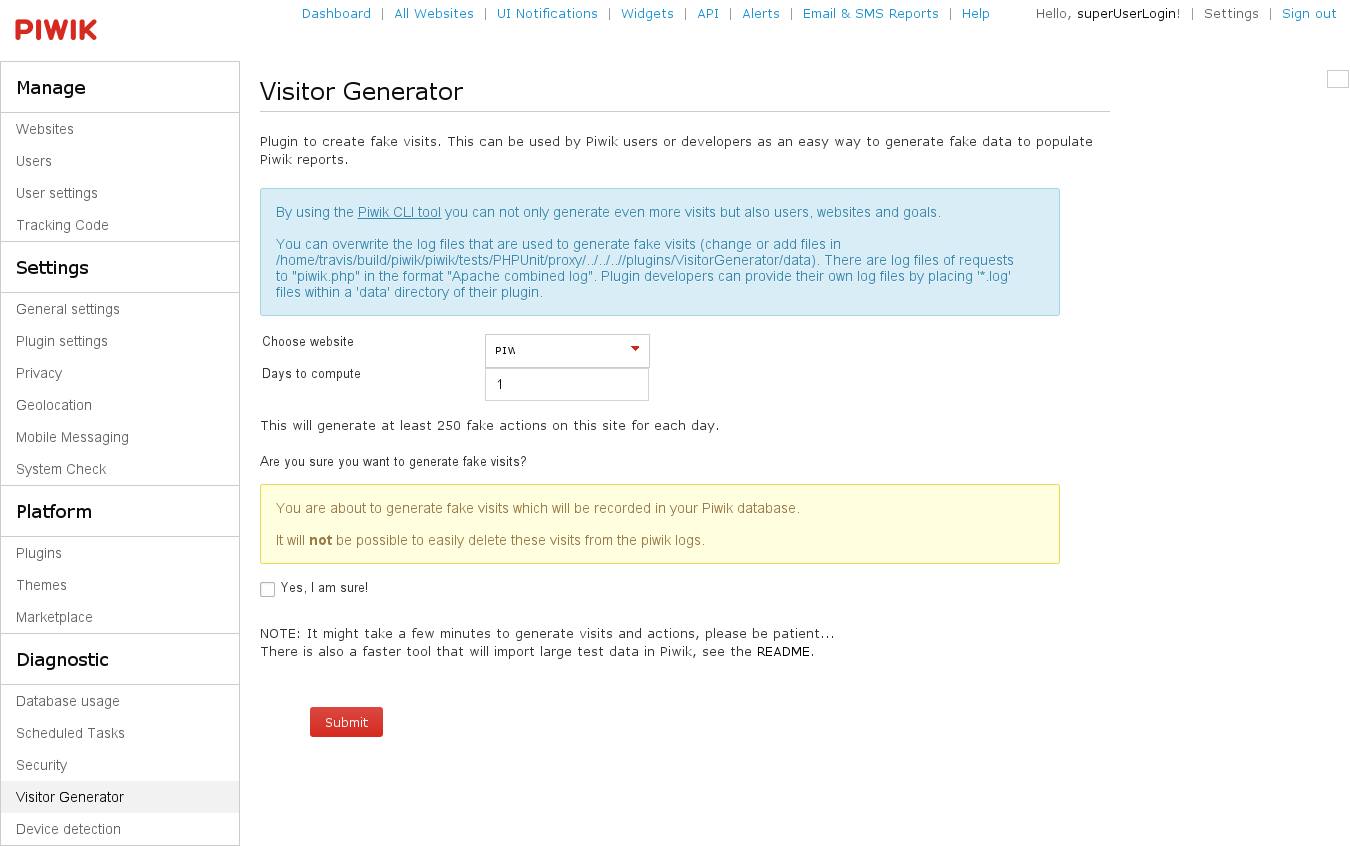 PIWIK
Dashboard | All Websites | UI Notifications | Widgets | API | Alerts | Email & SMS Reports | Help
Hello, superUserLogin! | Settings | Sign out
Manage
Websites
Users
User settings
Tracking Code
Settings
General settings
Plugin settings
Privacy
Geolocation
Mobile Messaging
System Check
Platform
Plugins
Themes
Marketplace
Diagnostic
Database usage
Scheduled Tasks
Security
Visitor Generator
Device detection
Visitor Generator
Plugin to create fake visits. This can be used by Piwik users or developers as an easy way to generate fake data to populate
Piwik reports.
By using the Piwik CLI tool you can not only generate even more visits but also users, websites and goals.
You can overwrite the log files that are used to generate fake visits (change or add files in
/home/travis/build/piwik/piwik/tests/PHPUnit/proxy/../../..//plugins/VisitorGenerator/data). There are log files of requests
to "piwik.php" in the format "Apache combined log". Plugin developers can provide their own log files by placing '*.log'
files within a 'data' directory of their plugin.
Choose website
PIW
Days to compute
1
This will generate at least 250 fake actions on this site for each day.
Are you sure you want to generate fake visits?
You are about to generate fake visits which will be recorded in your Piwik database.
It will not be possible to easily delete these visits from the piwik logs.
Yes, I am sure!
NOTE: It might take a few minutes to generate visits and actions, please be patient...
There is also a faster tool that will import large test data in Piwik, see the README.
Submit